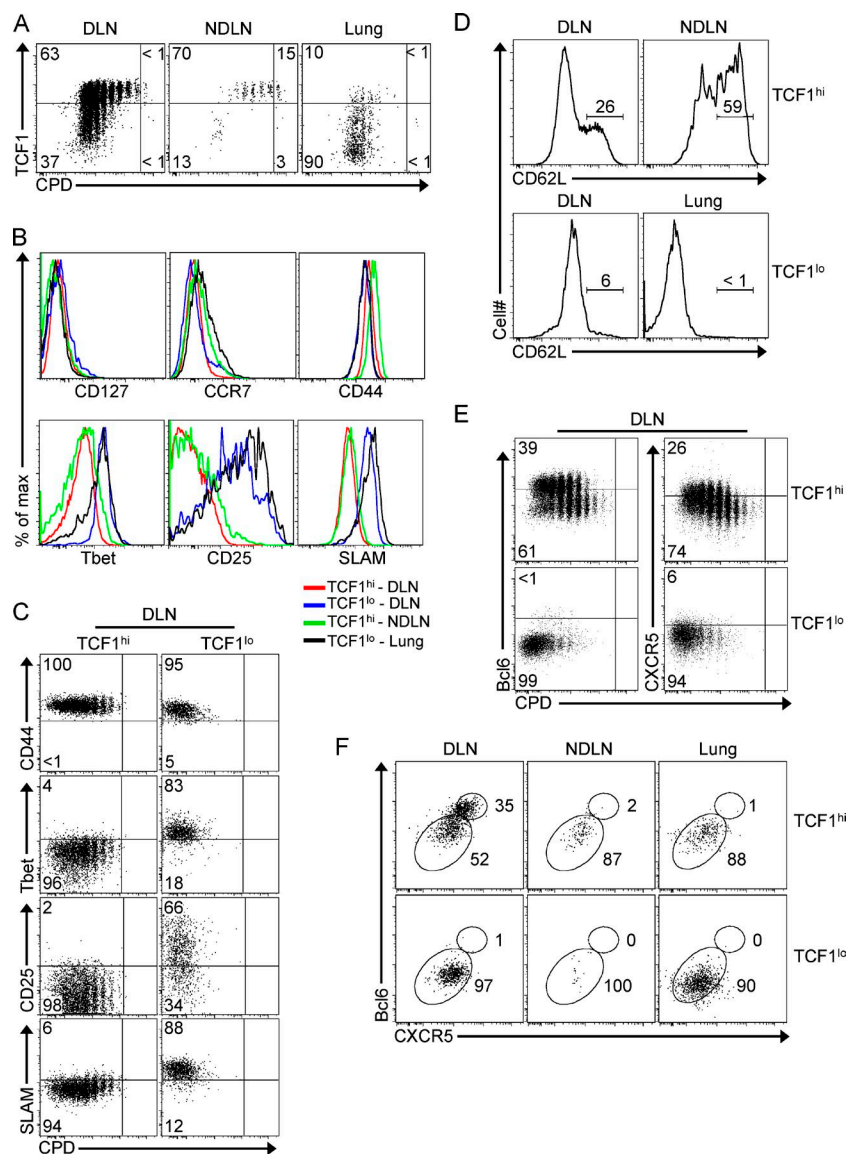 A
DLN NDLN Lung
63 < 1 70 15 10 < 1
37 < 1 13 3 90 < 1
TCF1
CPD
B
CD127 CCR7 CD44
Tbet CD25 SLAM
% of max
TCF1hi - DLN
TCF1lo - DLN
TCF1hi - NDLN
TCF1lo - Lung
C
DLN
TCF1hi TCF1lo
100 95
CD44
<1 5
4 83
Tbet
96 18
2 66
CD25
98 34
6 88
SLAM
94 12
CPD
D
DLN NDLN
26 59
TCF1hi
CD62L CD62L
DLN Lung
6 < 1
TCF1lo
Cell#
CD62L CD62L
E
DLN
39 26
TCF1hi
61 74
<1 6
TCF1lo
Bcl6 CXCR5
99 94
CPD
F
DLN NDLN Lung
35 2 1
TCF1hi
52 87 88
1 0 0
TCF1lo
97 100 90
Bcl6
CXCR5